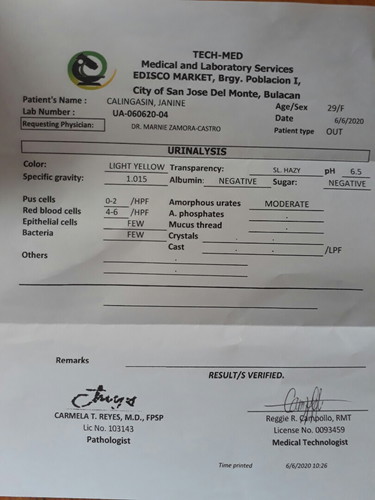 TECH-MED
Medical and Laboratory Services
EDISCO MARKET, Brgy. Poblacion I,
City of San Jose Del Monte, Bulacan
Patient's Name : CALINGASIN, JANINE Age/Sex 29/F
Lab Number : UA-060620-04 Date 6/6/2020
Requesting Physician: DR. MARNIE ZAMORA-CASTRO Patient type OUT
URINALYSIS
Color: LIGHT YELLOW Transparency: SL. HAZY pH 6.5
Specific gravity: 1.015 Albumin: NEGATIVE Sugar: NEGATIVE
Pus cells 0-2 /HPF Amorphous urates MODERATE
Red blood cells 4-6 /HPF A. phosphates -
Epithelial cells FEW Mucus thread -
Bacteria FEW Crystals - -
Cast - - /LPF
Others -
-
Remarks
RESULT/S VERIFIED.
CARMELA T. REYES, M.D., FPSP Reggie R. Campollo, RMT
Lic No. 103143 License No. 0093459
Pathologist Medical Technologist
Time printed 6/6/2020 10:26